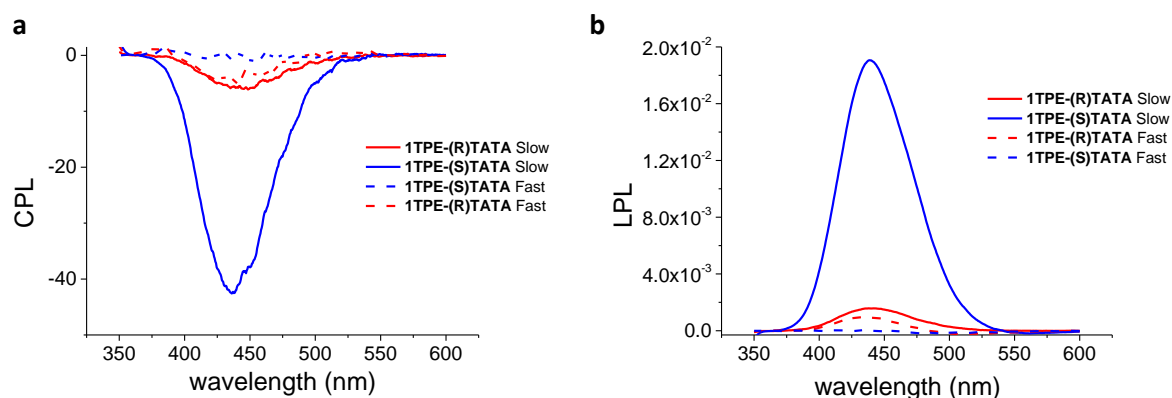 a
CPL
0
-20
-40
1TPE-(R)TATA Slow
1TPE-(S)TATA Slow
1TPE-(S)TATA Fast
1TPE-(R)TATA Fast
350 400 450 500 550 600
wavelength (nm)
b
LPL
2.0x10⁻²
1.6x10⁻²
1.2x10⁻²
8.0x10⁻³
4.0x10⁻³
0.0
1TPE-(R)TATA Slow
1TPE-(S)TATA Slow
1TPE-(R)TATA Fast
1TPE-(S)TATA Fast
350 400 450 500 550 600
wavelength (nm)